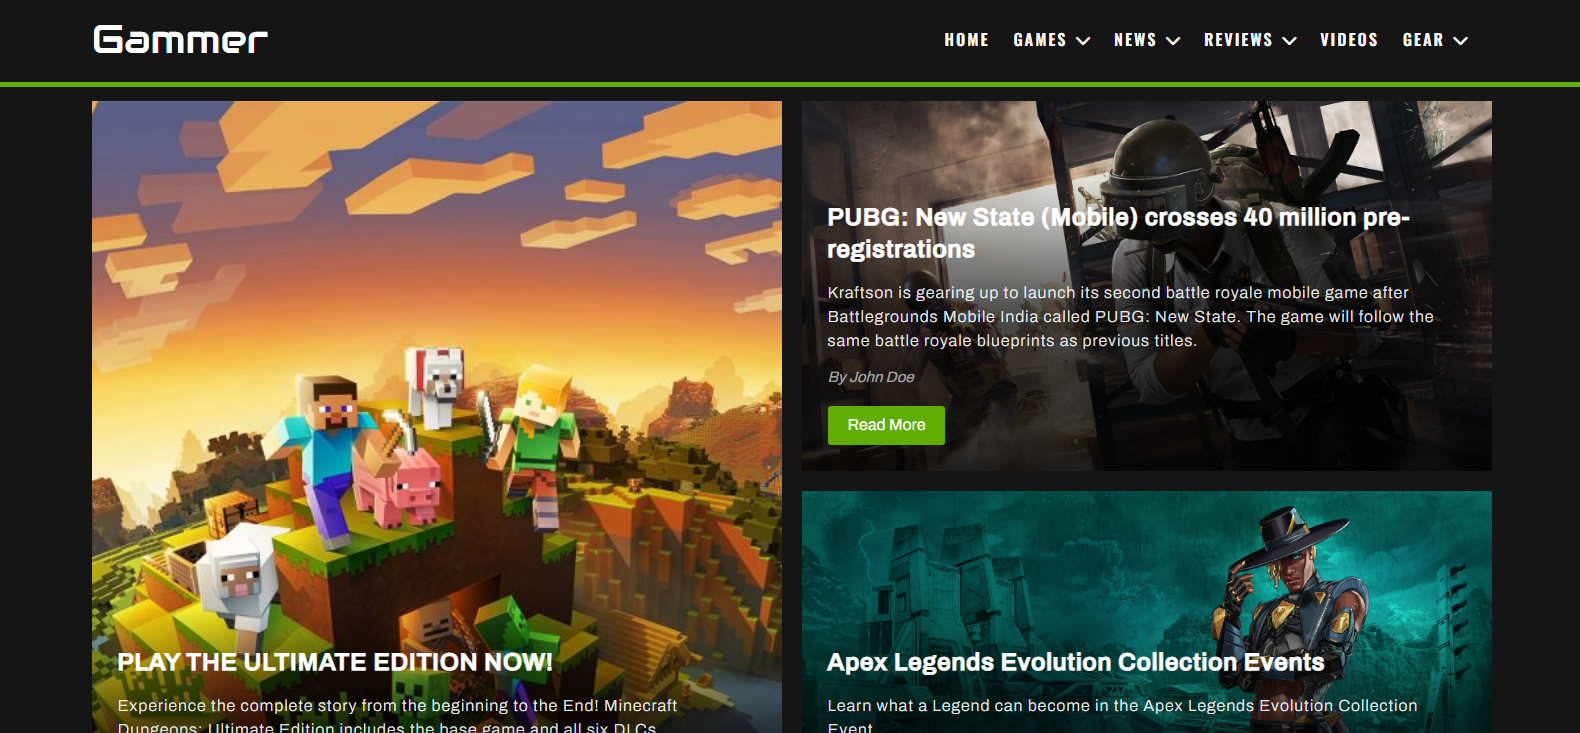 Gammer
HOME GAMES NEWS REVIEWS VIDEOS GEAR
PLAY THE ULTIMATE EDITION NOW!
Experience the complete story from the beginning to the End! Minecraft
Dungeons: Ultimate Edition includes the base game and all six DLCs
PUBG: New State (Mobile) crosses 40 million pre-
registrations
Kraftson is gearing up to launch its second battle royale mobile game after
Battlegrounds Mobile India called PUBG: New State. The game will follow the
same battle royale blueprints as previous titles.
By John Doe
Read More
Apex Legends Evolution Collection Events
Learn what a Legend can become in the Apex Legends Evolution Collection
Event